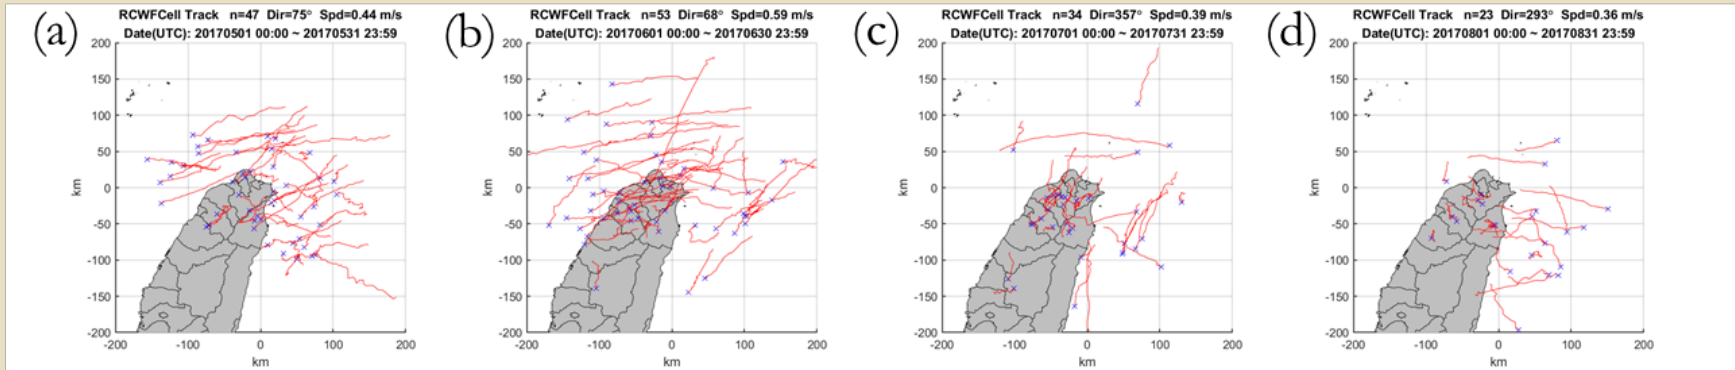 (a)
RCWFCell Track n=47 Dir=75° Spd=0.44 m/s
Date(UTC): 20170501 00:00 ~ 20170531 23:59
200
150
100
50
0
-50
-100
-150
-200
km
-200 -100 0 100 200
km
(b)
RCWFCell Track n=53 Dir=68° Spd=0.59 m/s
Date(UTC): 20170601 00:00 ~ 20170630 23:59
200
150
100
50
0
-50
-100
-150
-200
km
-200 -100 0 100 200
km
(c)
RCWFCell Track n=34 Dir=357° Spd=0.39 m/s
Date(UTC): 20170701 00:00 ~ 20170731 23:59
200
150
100
50
0
-50
-100
-150
-200
km
-200 -100 0 100 200
km
(d)
RCWFCell Track n=23 Dir=293° Spd=0.36 m/s
Date(UTC): 20170801 00:00 ~ 20170831 23:59
200
150
100
50
0
-50
-100
-150
-200
km
-200 -100 0 100 200
km